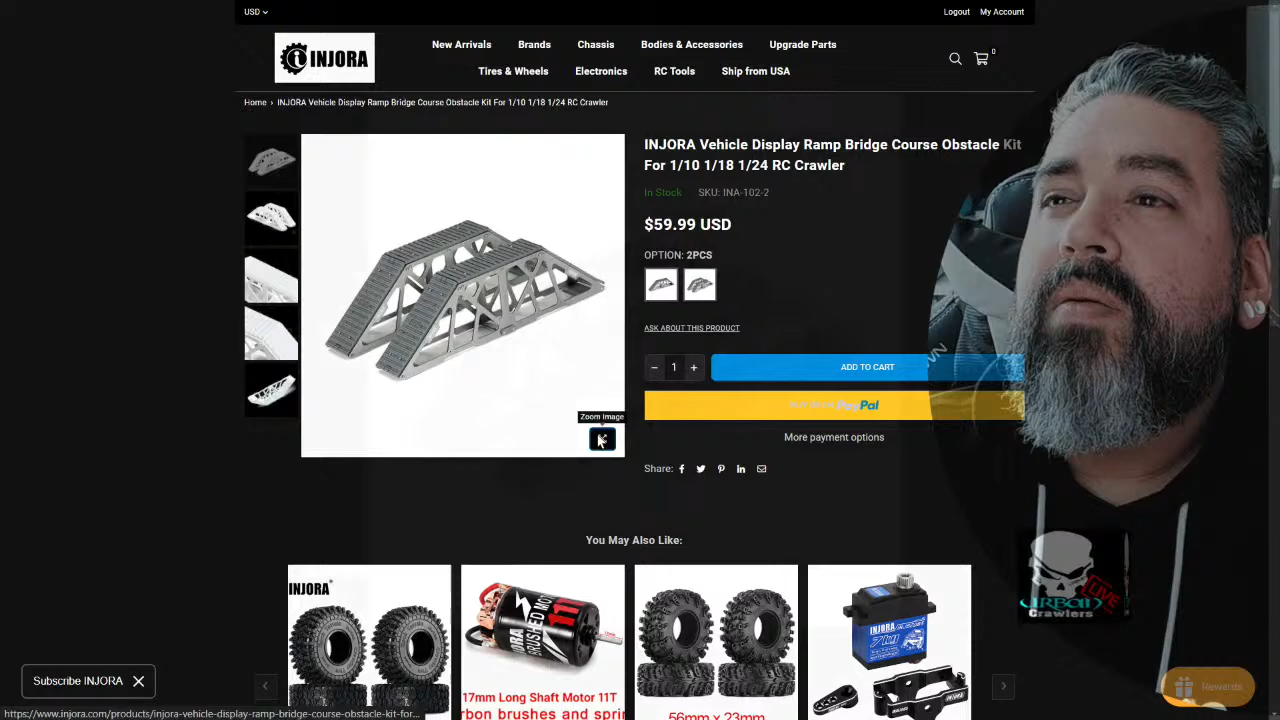 USD
Logout
My Account
INJORA
New Arrivals
Brands
Chassis
Bodies & Accessories
Upgrade Parts
Tires & Wheels
Electronics
RC Tools
Ship from USA
0
Home › INJORA Vehicle Display Ramp Bridge Course Obstacle Kit For 1/10 1/18 1/24 RC Crawler
INJORA Vehicle Display Ramp Bridge Course Obstacle Kit
For 1/10 1/18 1/24 RC Crawler
In Stock
SKU: INA-102-2
$59.99 USD
OPTION: 2PCS
ASK ABOUT THIS PRODUCT
− 1 +
ADD TO CART
Zoom Image
PayPal
More payment options
Share:
You May Also Like:
INJORA
17mm Long Shaft Motor 11T
56mm x 23mm
INJORA
7KG
LIVE
Urban
Crawlers
Subscribe INJORA
Rewards
https://www.injora.com/products/injora-vehicle-display-ramp-bridge-course-obstacle-kit-for...